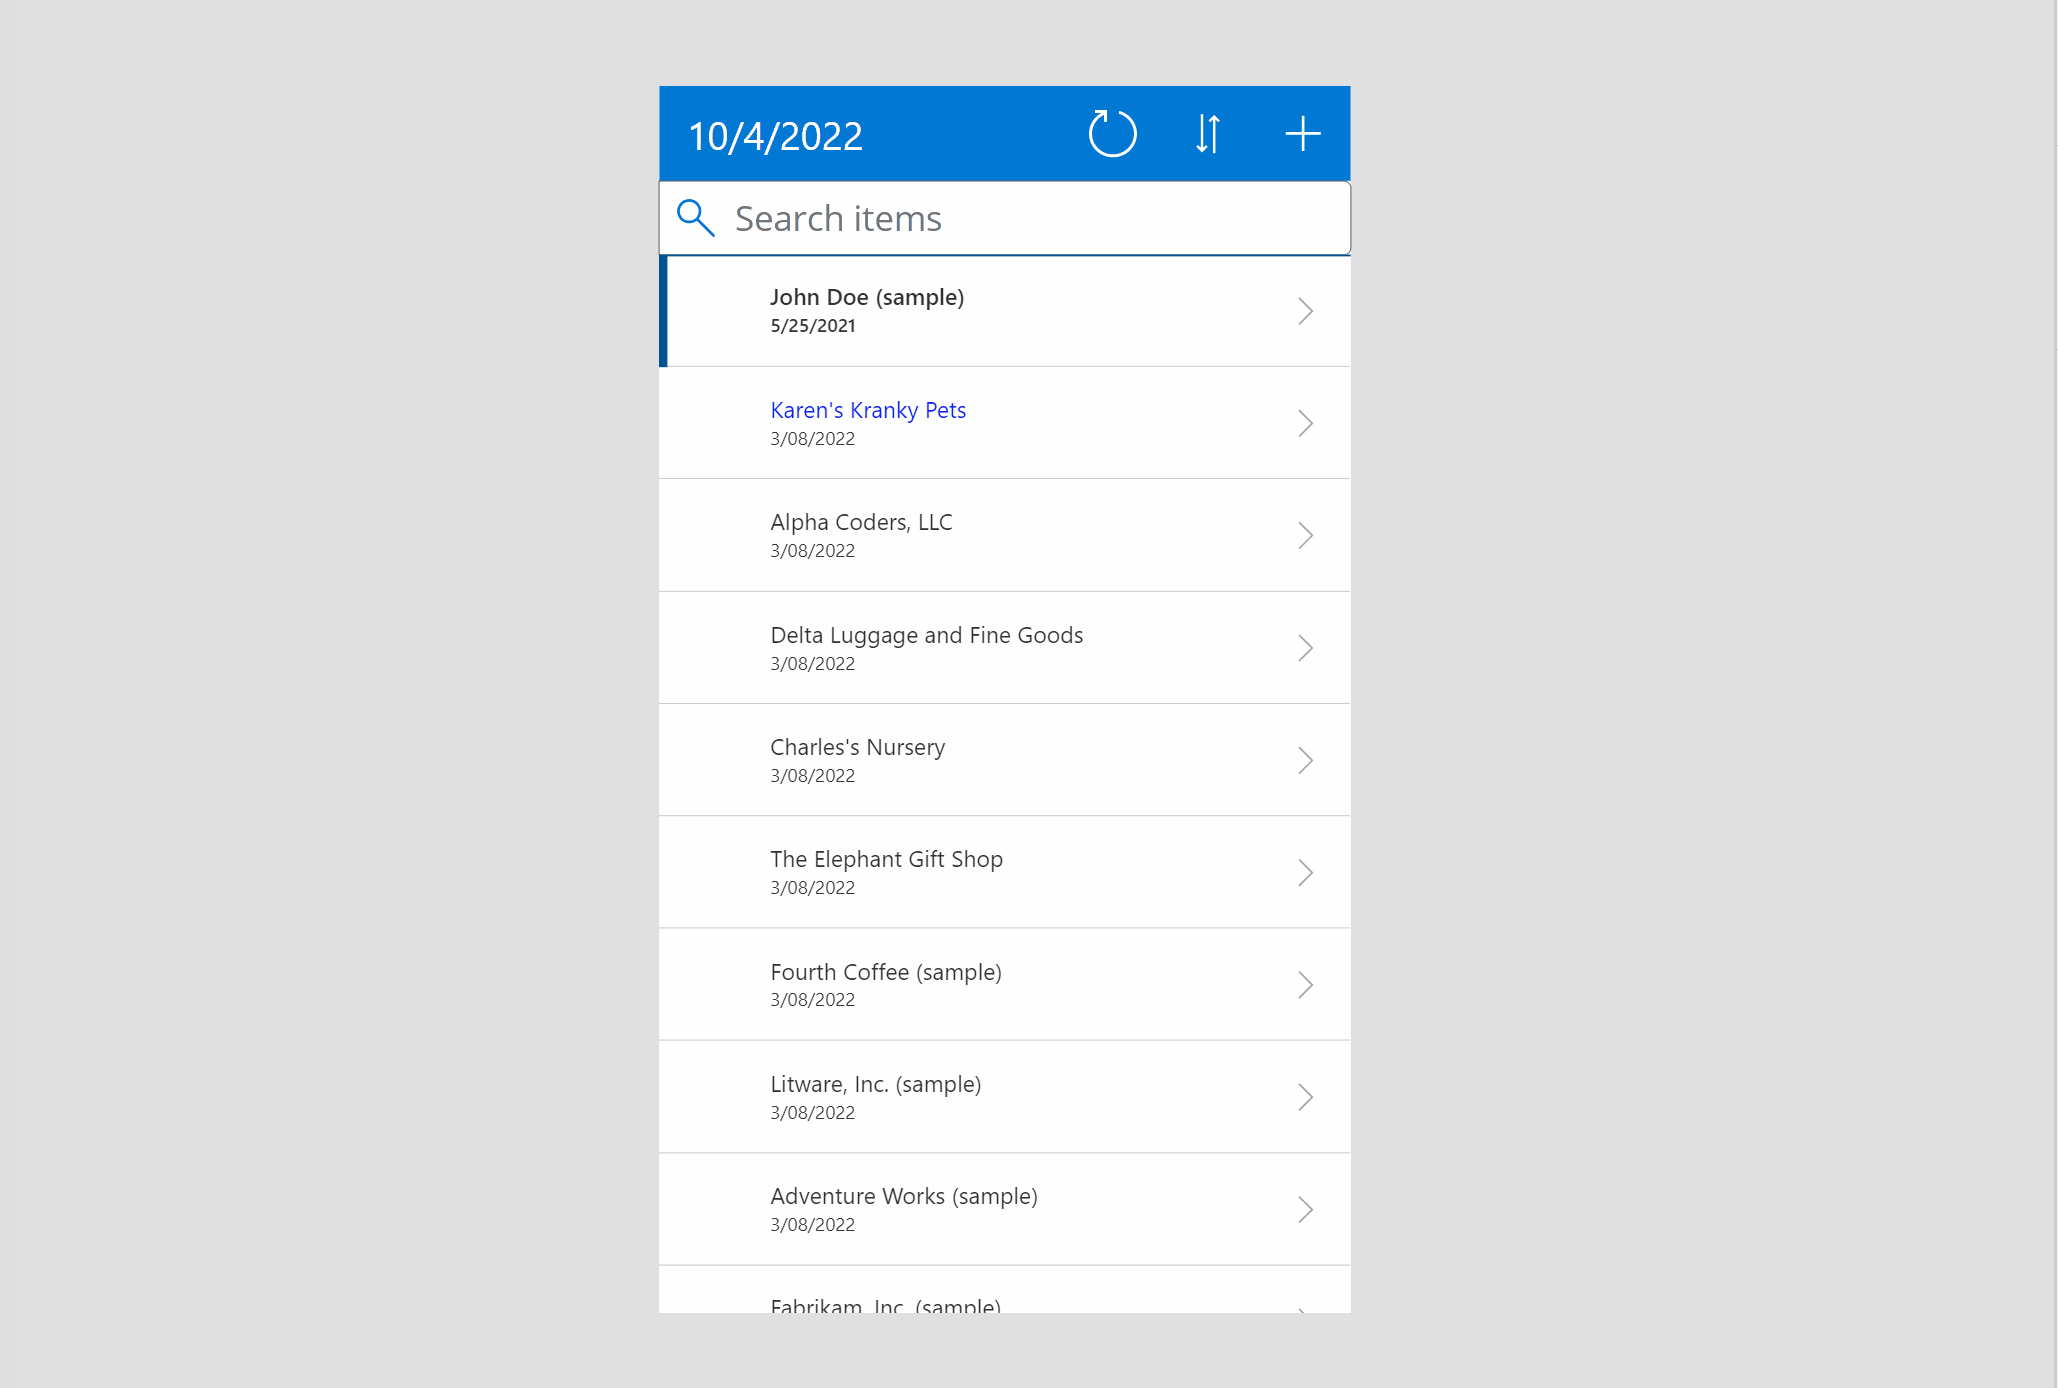 10/4/2022
Search items
John Doe (sample)
5/25/2021
Karen's Kranky Pets
3/08/2022
Alpha Coders, LLC
3/08/2022
Delta Luggage and Fine Goods
3/08/2022
Charles's Nursery
3/08/2022
The Elephant Gift Shop
3/08/2022
Fourth Coffee (sample)
3/08/2022
Litware, Inc. (sample)
3/08/2022
Adventure Works (sample)
3/08/2022
Fabrikam, Inc. (sample)